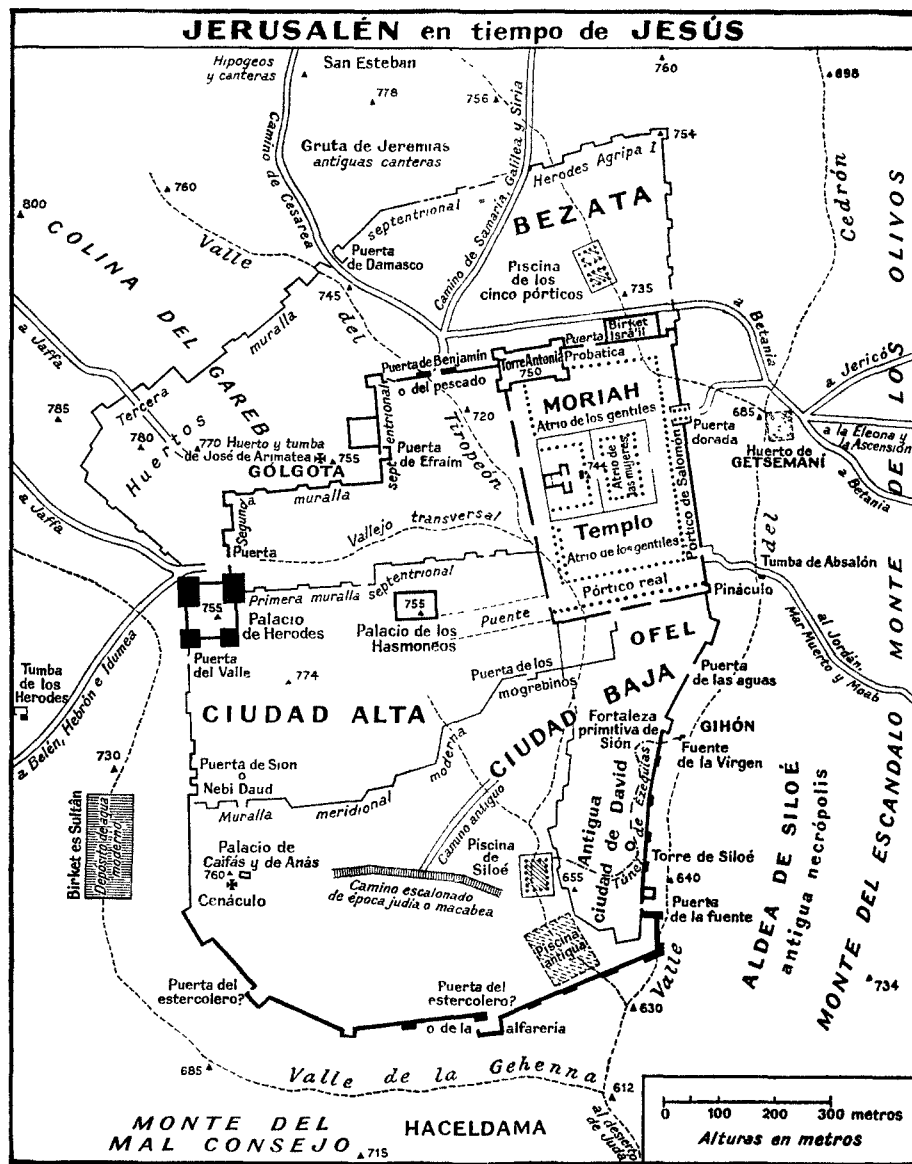 JERUSALÉN en tiempo de JESÚS
Hipogeos
y canteras
San Esteban
778
756
760
698
Gruta de Jeremías
antiguas canteras
Camino de Cesarea
Camino de Samaria, Galilea y Siria
Herodes Agripa I
754
760
800
COLINA DEL GAREB
Valle del Tiropeón
septentrional
BEZATA
Cedrón
MONTE DE LOS OLIVOS
Puerta
de Damasco
Piscina
de los
cinco pórticos
745
735
a Jaffa
muralla
Tercera
Puerta de Benjamín
o del pescado
Torre Antonia
750
Puerta
Probatica
Birket
Isra'il
a Betania
a Jericó
785
780
Huertos
770
Huerto y tumba
de José de Arimatea
755
GÓLGOTA
septentrional
Puerta
de Efraím
720
MORIAH
Atrio de los gentiles
744
Atrio de
las mujeres
Pórtico de Salomón
Puerta
dorada
685
Huerto de
GETSEMANÍ
a la Eleona y
la Ascensión
a Betania
a Jaffa
Segunda
muralla
Vallejo transversal
Templo
Atrio de los gentiles
del
Puerta
Primera muralla
septentrional
Pórtico real
Pináculo
Tumba de Absalón
755
Palacio
de Herodes
755
Palacio de los
Hasmoneos
Puente
OFEL
al Jordán,
Mar Muerto y Moab
Tumba
de los
Herodes
Puerta
del Valle
774
Puerta de los
mogrebinos
Puerta
de las aguas
a Belén, Hebrón e Idumea
CIUDAD ALTA
CIUDAD BAJA
Fortaleza
primitiva
de Sión
GIHÓN
Fuente
de la Virgen
730
Puerta de Sion
o
Nebi Daud
moderna
Muralla
meridional
Camino antiguo
Antigua
ciudad de David
Túnel de Ezequías
Birket es Sultân
Depósito de agua
(moderno)
Palacio de
Caifás y de Anás
760
Cenáculo
Camino escalonado
de época judía o macabea
Piscina
de
Siloé
655
Torre de Siloé
640
Puerta
de la fuente
ALDEA DE SILOÉ
antigua necrópolis
MONTE DEL ESCANDALO
Piscina
antigua
Valle
734
Puerta del
estercolero?
Puerta del
estercolero?
o de la alfarería
630
685
Valle de la Gehenna
612
al desierto
de Judá
MONTE DEL
MAL CONSEJO
715
HACELDAMA
0 100 200 300 metros
Alturas en metros